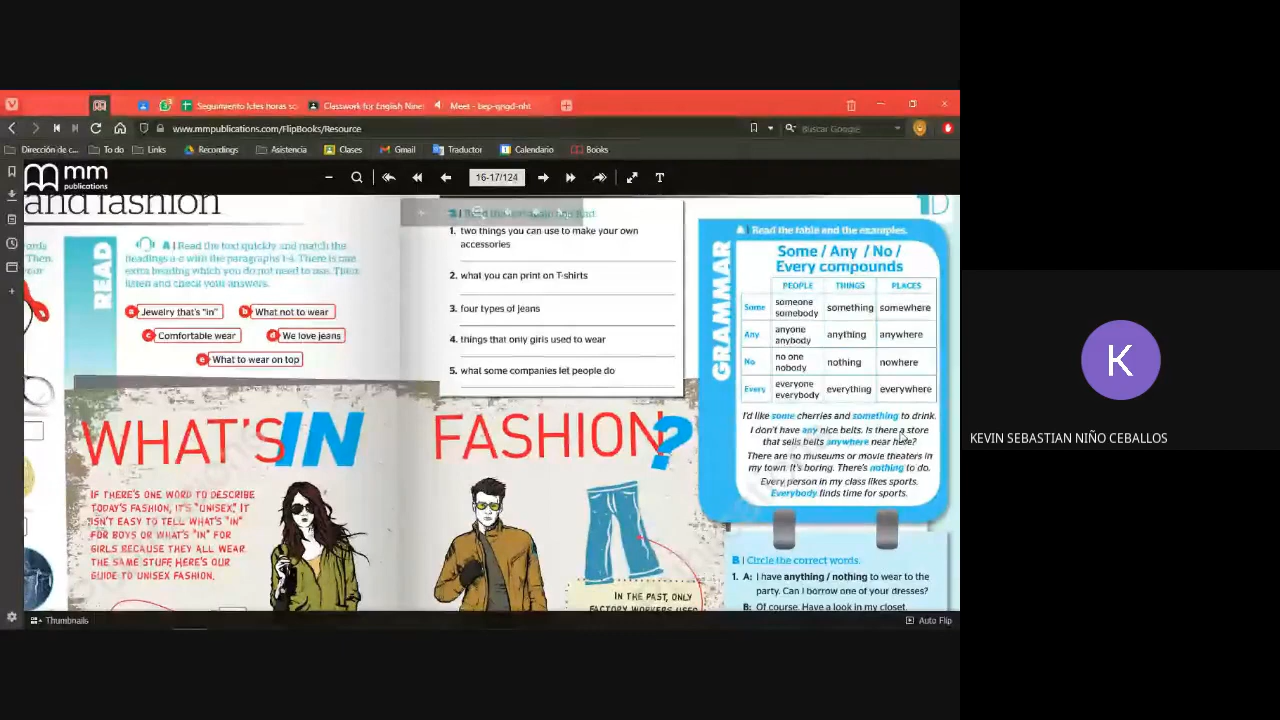 Seguimiento Ictes horas so
Classwork for English Nine
Meet - bep-qngd-nht
www.mmpublications.com/FlipBooks/Resource
Buscar Google
Dirección de c...
To do
Links
Recordings
Asistencia
Clases
Gmail
Traductor
Calendario
Books
mm
publications
16-17/124
and fashion
READ
A | Read the text quickly and match the
headings a-e with the paragraphs 1-4. There is one
extra heading which you do not need to use. Then
listen and check your answers.
a Jewelry that's "in"
b What not to wear
c Comfortable wear
d We love jeans
e What to wear on top
1. two things you can use to make your own
accessories
2. what you can print on T-shirts
3. four types of jeans
4. things that only girls used to wear
5. what some companies let people do
WHAT'S IN FASHION?
IF THERE'S ONE WORD TO DESCRIBE
TODAY'S FASHION, IT'S "UNISEX." IT
ISN'T EASY TO TELL WHAT'S "IN"
FOR BOYS OR WHAT'S "IN" FOR
GIRLS BECAUSE THEY ALL WEAR
THE SAME STUFF. HERE'S OUR
GUIDE TO UNISEX FASHION.
IN THE PAST, ONLY
FACTORY WORKERS USED
1D
GRAMMAR
A | Read the table and the examples.
Some / Any / No /
Every compounds
PEOPLE THINGS PLACES
Some someone somebody something somewhere
Any anyone anybody anything anywhere
No no one nobody nothing nowhere
Every everyone everybody everything everywhere
I'd like some cherries and something to drink.
I don't have any nice belts. Is there a store
that sells belts anywhere near here?
There are no museums or movie theaters in
my town. It's boring. There's nothing to do.
Every person in my class likes sports.
Everybody finds time for sports.
B | Circle the correct words.
1. A: I have anything / nothing to wear to the
party. Can I borrow one of your dresses?
B: Of course. Have a look in my closet.
Thumbnails
Auto Flip
K
KEVIN SEBASTIAN NIÑO CEBALLOS